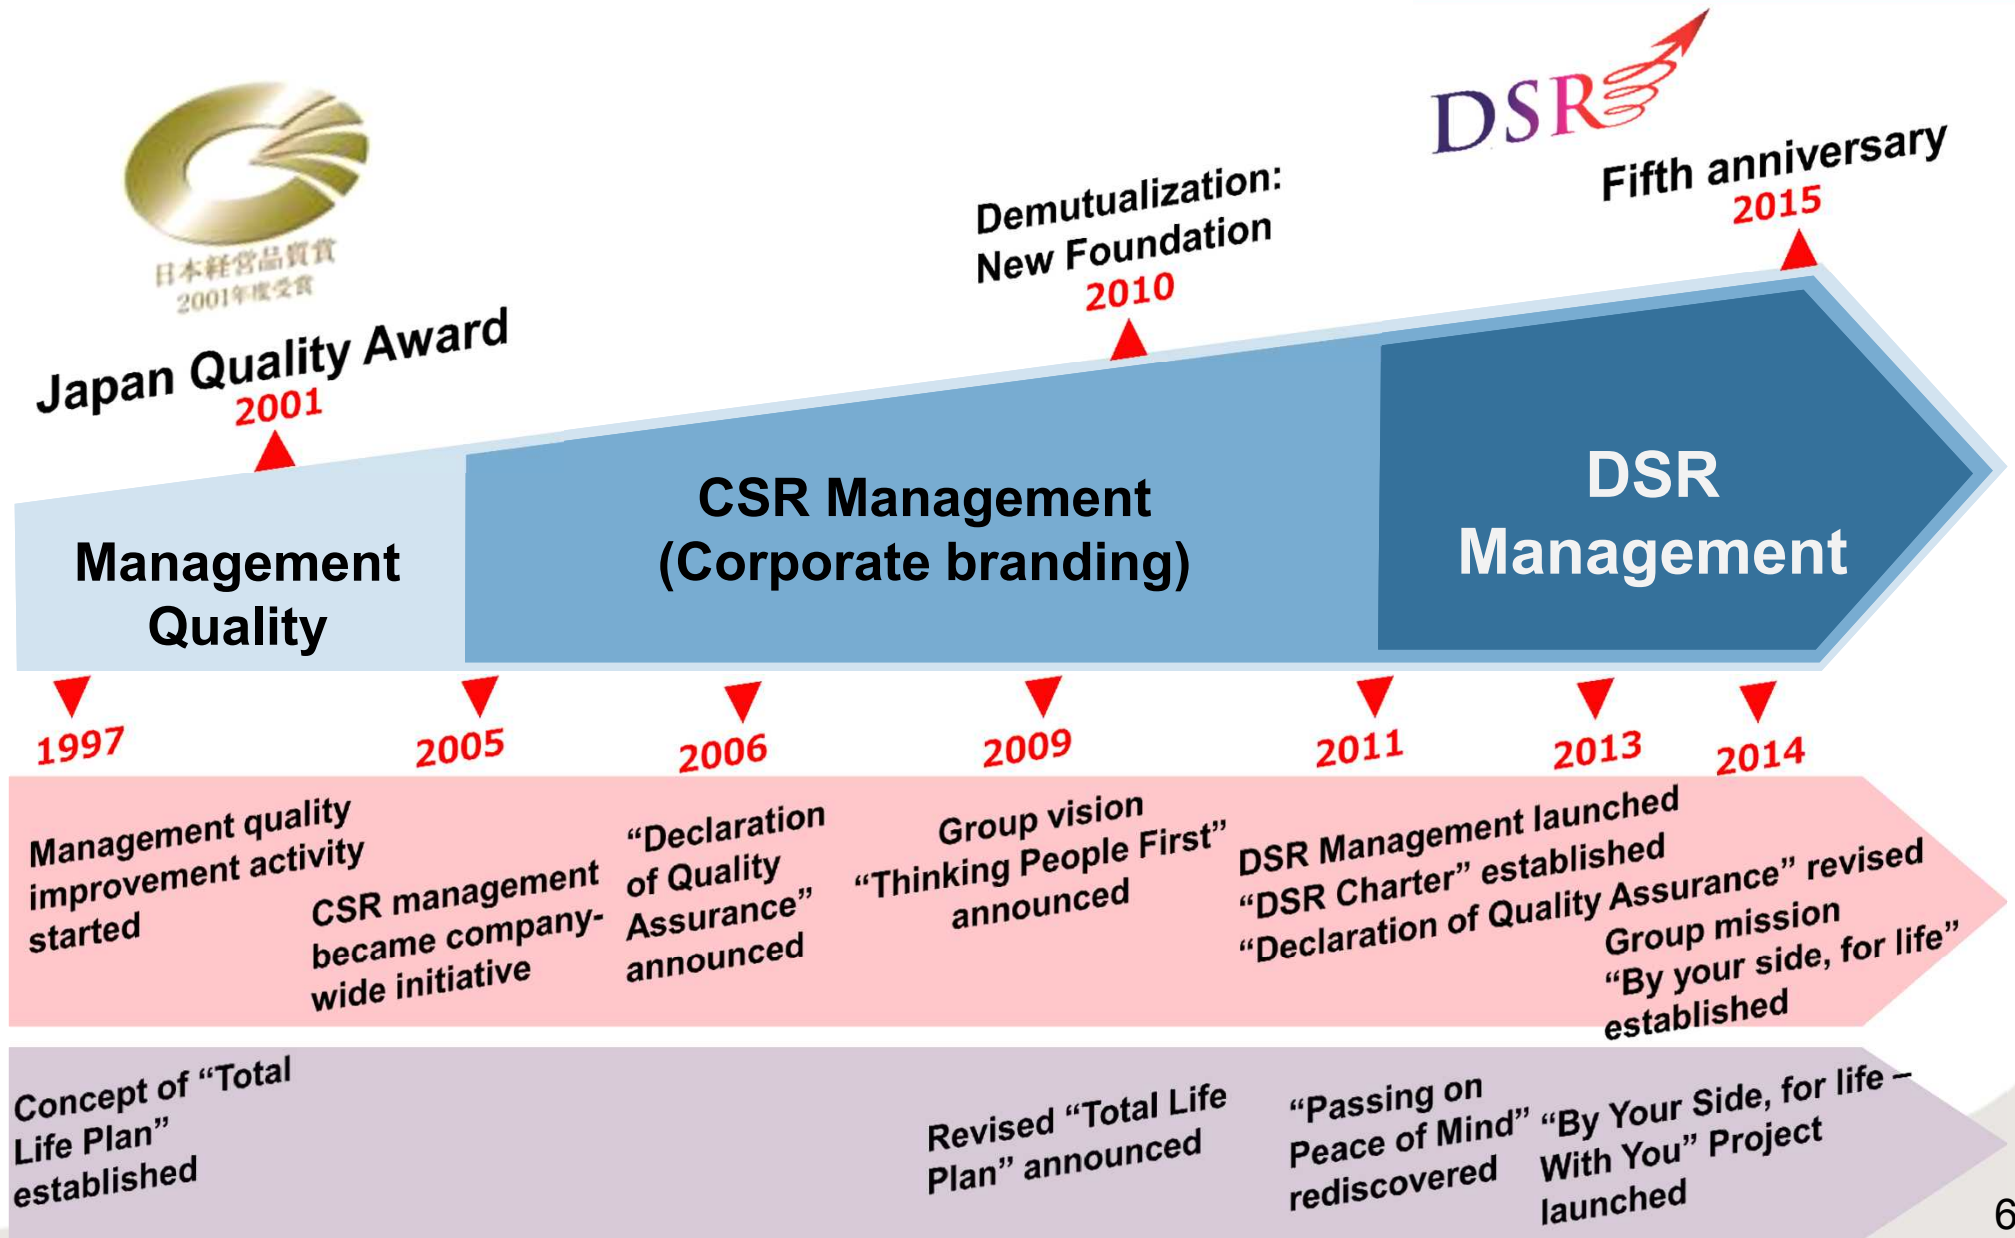 DSR
日本経営品質賞
2001年度受賞
Japan Quality Award
2001
Demutualization:
New Foundation
2010
Fifth anniversary
2015
Management
Quality
CSR Management
(Corporate branding)
DSR
Management
1997
2005
2006
2009
2011
2013
2014
Management quality
improvement activity
started
CSR management
became company-
wide initiative
“Declaration
of Quality
Assurance”
announced
Group vision
“Thinking People First”
announced
DSR Management launched
“DSR Charter” established
“Declaration of Quality Assurance” revised
Group mission
“By your side, for life”
established
Concept of “Total
Life Plan”
established
Revised “Total Life
Plan” announced
“Passing on
Peace of Mind”
rediscovered
“By Your Side, for life –
With You” Project
launched
6